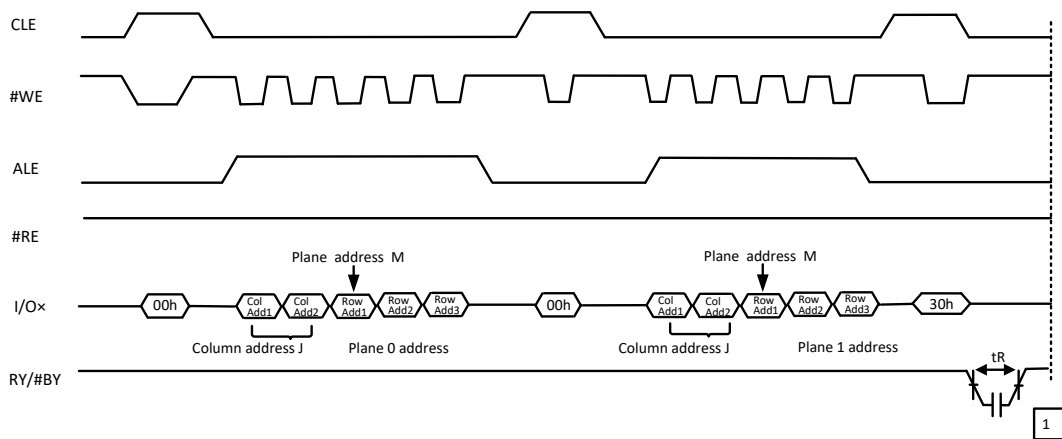 CLE
#WE
ALE
#RE
Plane address M
Plane address M
I/O×
00h
Col Add1
Col Add2
Row Add1
Row Add2
Row Add3
00h
Col Add1
Col Add2
Row Add1
Row Add2
Row Add3
30h
Column address J
Plane 0 address
Column address J
Plane 1 address
RY/#BY
tR
1